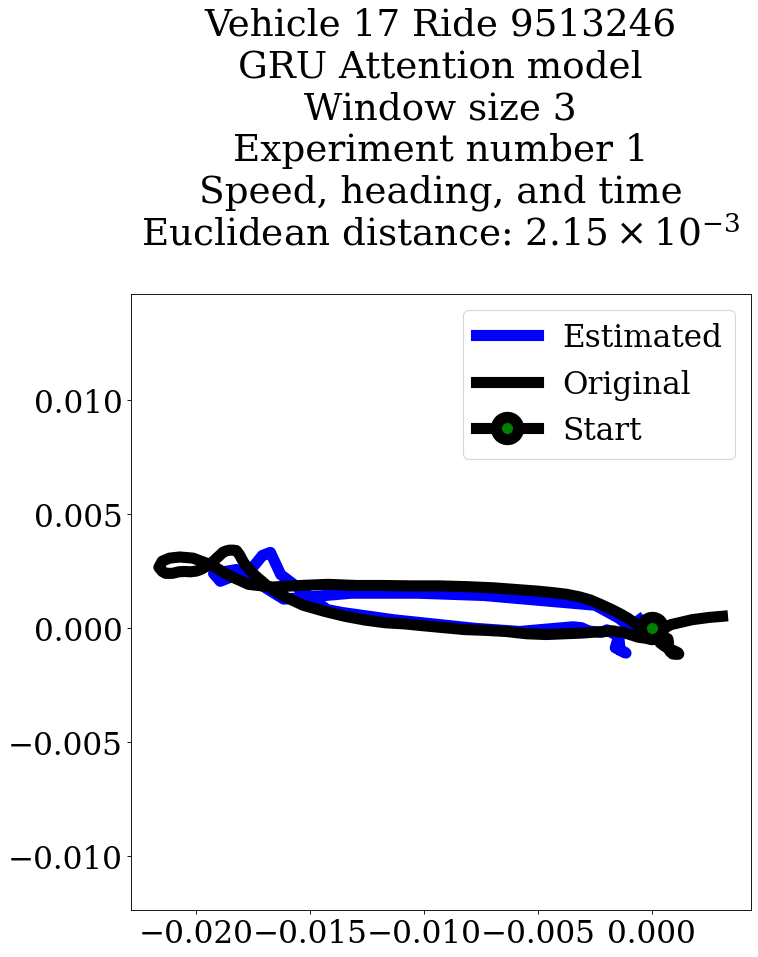 Vehicle 17 Ride 9513246
GRU Attention model
Window size 3
Experiment number 1
Speed, heading, and time
Euclidean distance: 2.15 × 10⁻³
Estimated
Original
Start
0.010
0.005
0.000
−0.005
−0.010
−0.020 −0.015 −0.010 −0.005 0.000